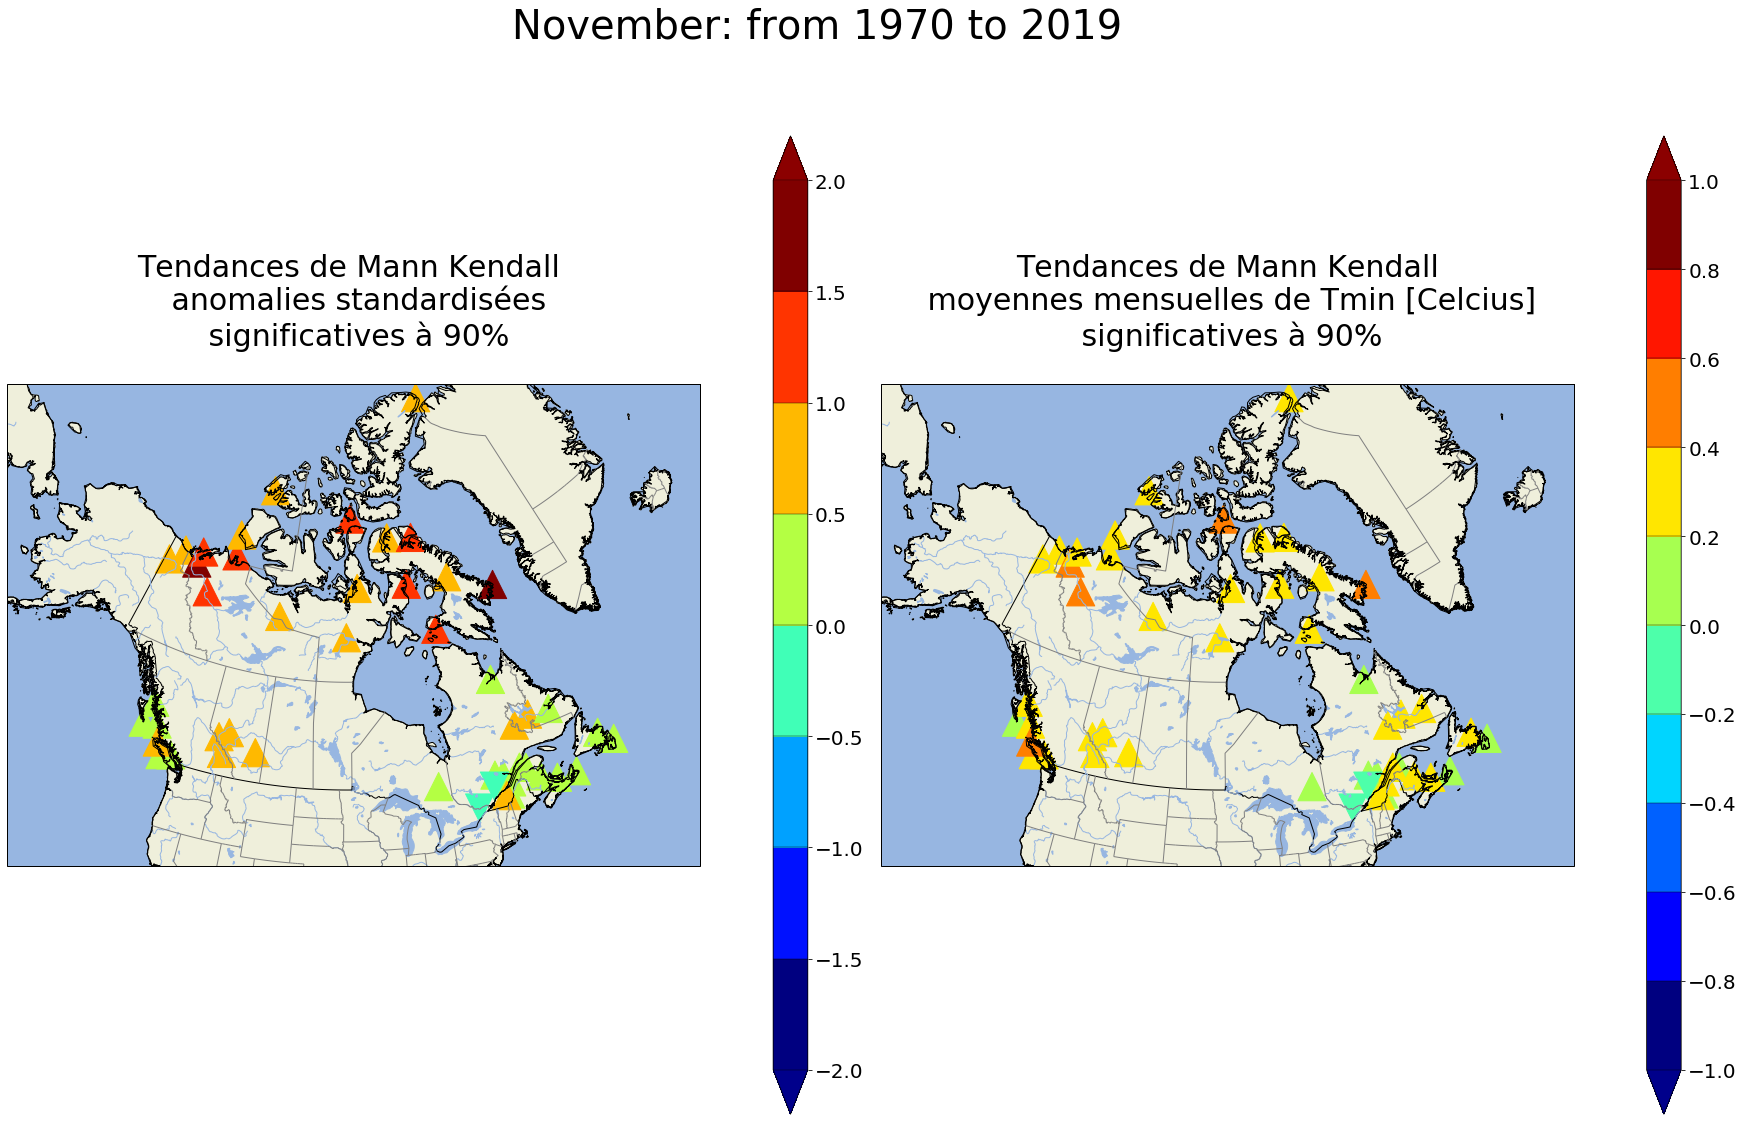 November: from 1970 to 2019
Tendances de Mann Kendall
anomalies standardisées
significatives à 90%
2.0
1.5
1.0
0.5
0.0
−0.5
−1.0
−1.5
−2.0
Tendances de Mann Kendall
moyennes mensuelles de Tmin [Celcius]
significatives à 90%
1.0
0.8
0.6
0.4
0.2
0.0
−0.2
−0.4
−0.6
−0.8
−1.0